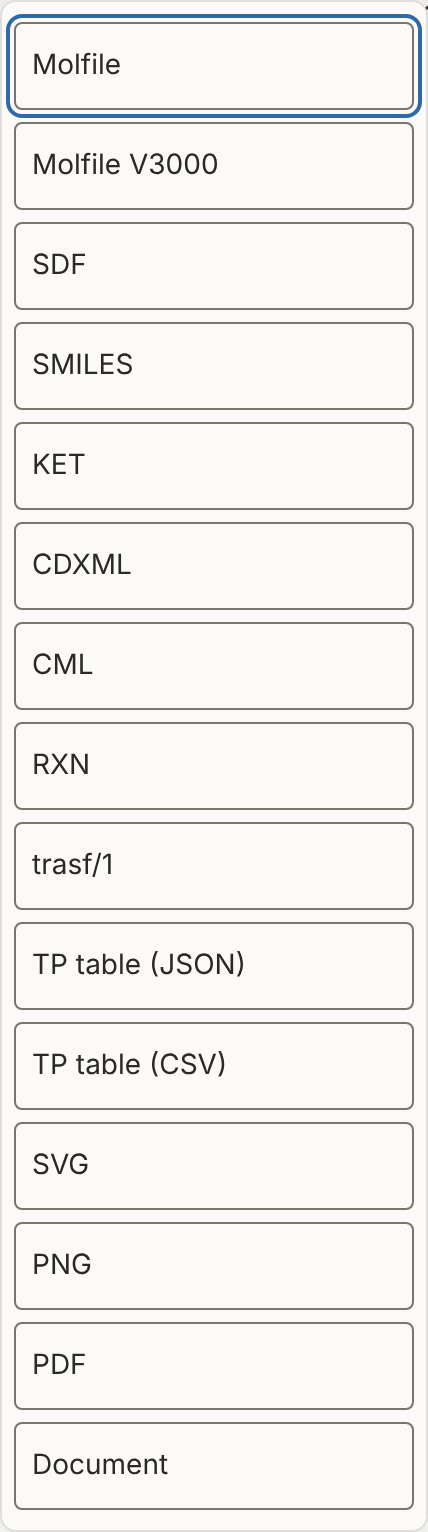 Molfile
Molfile V3000
SDF
SMILES
KET
CDXML
CML
RXN
trasf/1
TP table (JSON)
TP table (CSV)
SVG
PNG
PDF
Document